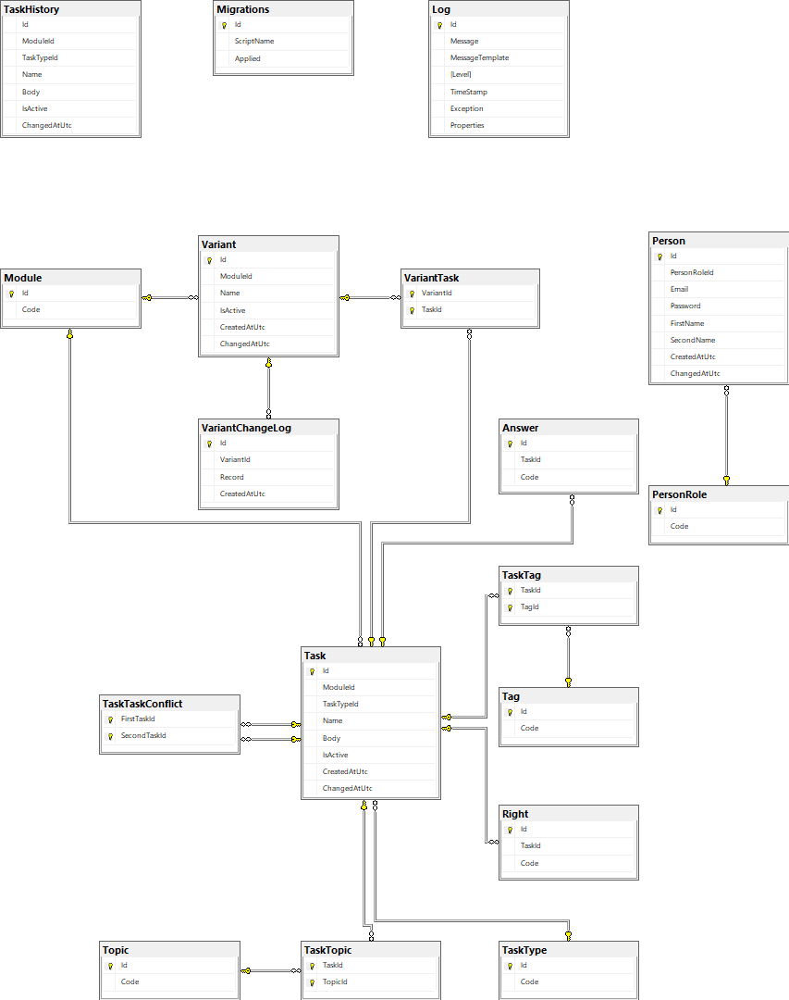 TaskHistory
Id
ModuleId
TaskTypeId
Name
Body
IsActive
ChangedAtUtc
Migrations
Id
ScriptName
Applied
Log
Id
Message
MessageTemplate
[Level]
TimeStamp
Exception
Properties
Module
Id
Code
Variant
Id
ModuleId
Name
IsActive
CreatedAtUtc
ChangedAtUtc
VariantTask
VariantId
TaskId
Person
Id
PersonRoleId
Email
Password
FirstName
SecondName
CreatedAtUtc
ChangedAtUtc
VariantChangeLog
Id
VariantId
Record
CreatedAtUtc
Answer
Id
TaskId
Code
PersonRole
Id
Code
TaskTag
TaskId
TagId
Task
Id
ModuleId
TaskTypeId
Name
Body
IsActive
CreatedAtUtc
ChangedAtUtc
TaskTaskConflict
FirstTaskId
SecondTaskId
Tag
Id
Code
Right
Id
TaskId
Code
Topic
Id
Code
TaskTopic
TaskId
TopicId
TaskType
Id
Code